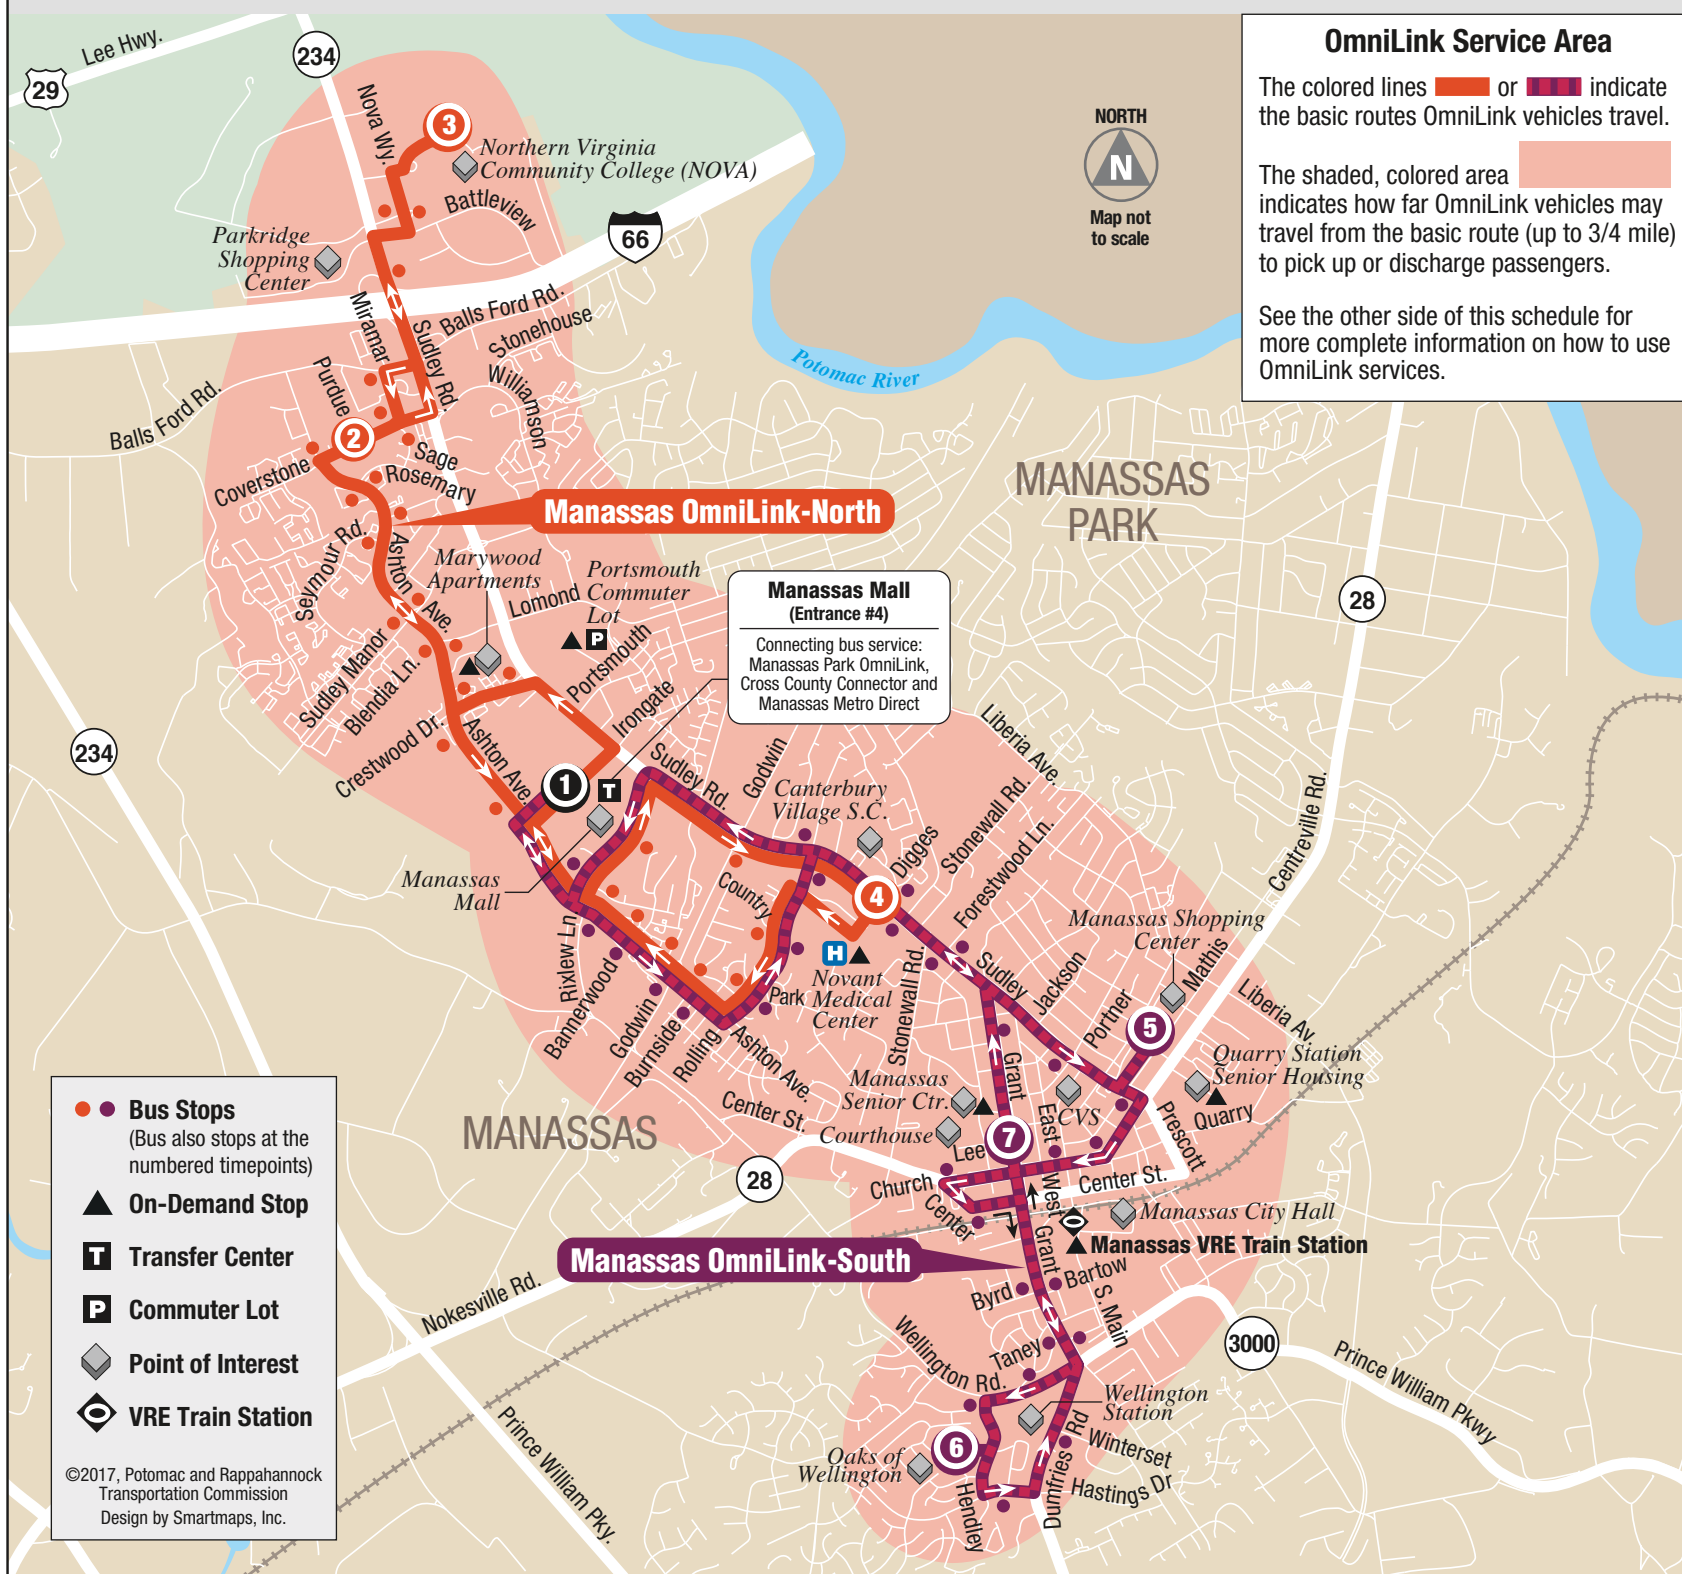 Lee Hwy.
29
234
Nova Wy.
3
Northern Virginia
Community College (NOVA)
Battleview
66
Parkridge
Shopping
Center
NORTH
N
Map not
to scale
OmniLink Service Area
The colored lines or indicate
the basic routes OmniLink vehicles travel.
The shaded, colored area
indicates how far OmniLink vehicles may
travel from the basic route (up to 3/4 mile)
to pick up or discharge passengers.
See the other side of this schedule for
more complete information on how to use
OmniLink services.
Potomac River
Miramar
Sudley Rd.
Balls Ford Rd.
Stonehouse
Williamson
Purdue
Balls Ford Rd.
2
Sage
Rosemary
Coverstone
Manassas OmniLink-North
MANASSAS
PARK
Seymour Rd.
Ashton Ave.
Marywood
Apartments
Lomond
Portsmouth
Commuter
Lot
P
Portsmouth
Irongate
Sudley Manor
Blendia Ln.
Crestwood Dr.
Ashton Ave.
Manassas Mall
(Entrance #4)
Connecting bus service:
Manassas Park OmniLink,
Cross County Connector and
Manassas Metro Direct
28
234
1
T
Sudley Rd.
Godwin
Canterbury
Village S.C.
Liberia Ave.
Stonewall Rd.
Forestwood Ln.
Digges
Centreville Rd.
Manassas
Mall
Country
4
H
Novant
Medical
Center
Park
Rixlew Ln.
Bannerwood
Godwin
Burnside
Rolling
Ashton Ave.
Stonewall Rd.
Sudley
Jackson
Portner
Manassas Shopping
Center
Mathis
5
Liberia Av.
Quarry Station
Senior Housing
Quarry
Prescott
Grant
Manassas
Senior Ctr.
Courthouse
7
Lee
East
CVS
Center St.
MANASSAS
28
Church
Center
West
Grant
Center St.
Manassas City Hall
Manassas VRE Train Station
Manassas OmniLink-South
Byrd
Bartow
S. Main
Nokesville Rd.
Wellington Rd.
Taney
3000
Prince William Pkwy
Wellington
Station
Oaks of
Wellington
6
Winterset
Hastings Dr
Dumfries Rd
Hendley
Prince William Pky.
Bus Stops
(Bus also stops at the
numbered timepoints)
On-Demand Stop
T Transfer Center
P Commuter Lot
Point of Interest
VRE Train Station
©2017, Potomac and Rappahannock
Transportation Commission
Design by Smartmaps, Inc.